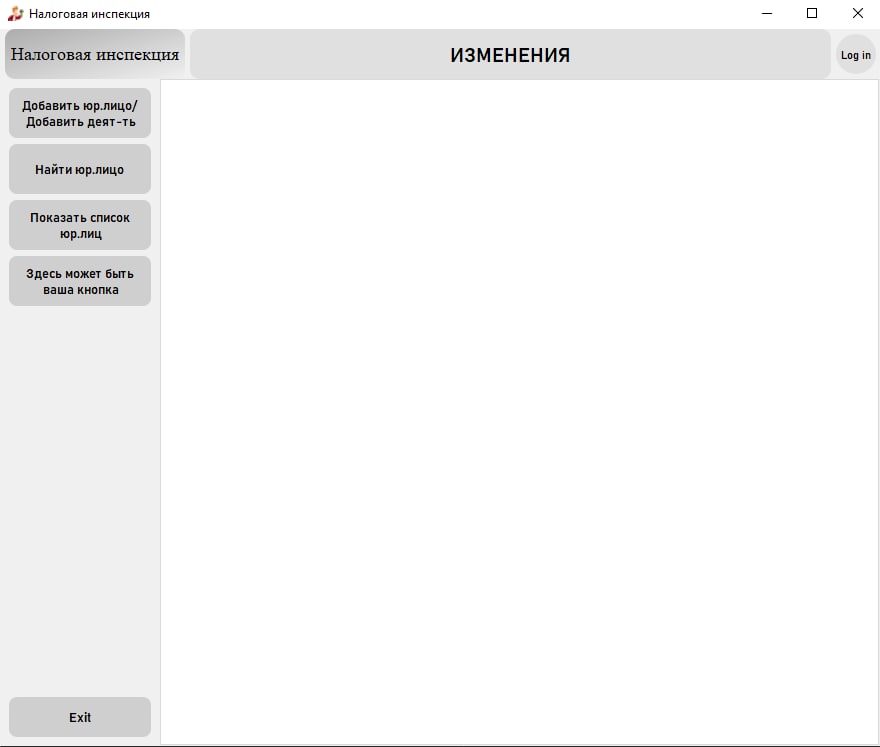 Налоговая инспекция
Налоговая инспекция
ИЗМЕНЕНИЯ
Log in
Добавить юр.лицо/
Добавить деят-ть
Найти юр.лицо
Показать список
юр.лиц
Здесь может быть
ваша кнопка
Exit